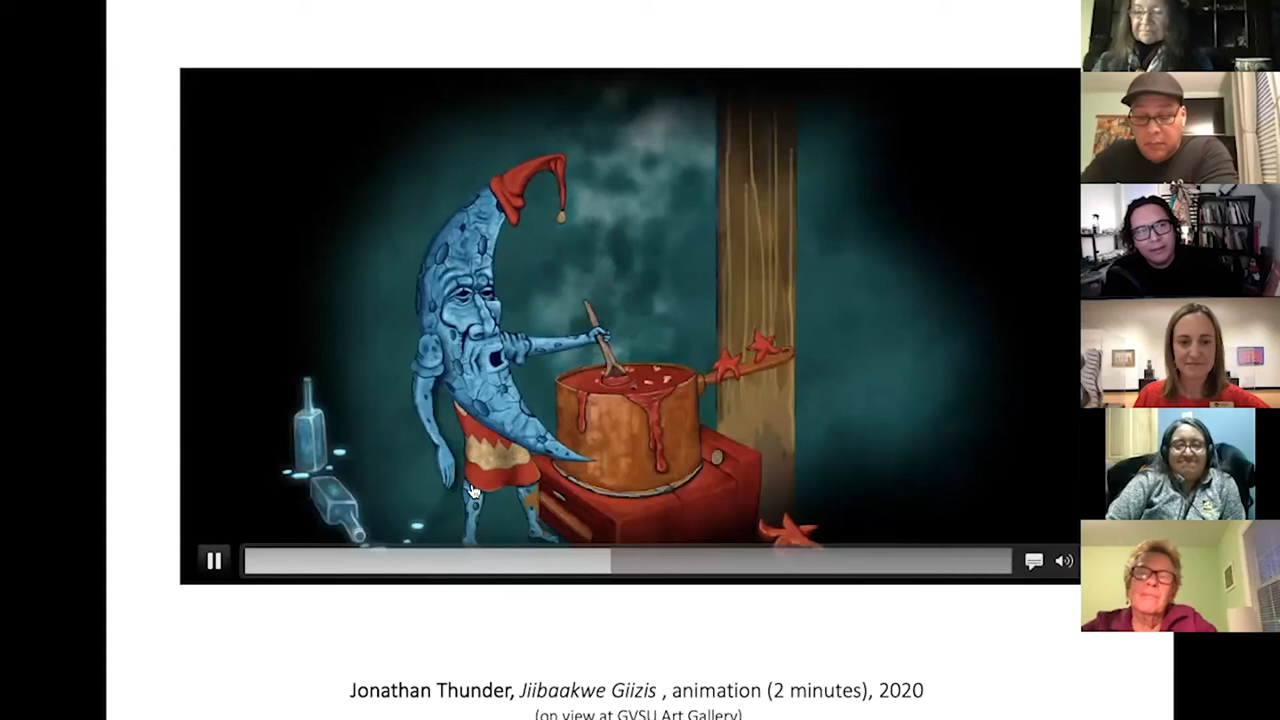 Jonathan Thunder, Jiibaakwe Giizis , animation (2 minutes), 2020
(on view at GVSU Art Gallery)